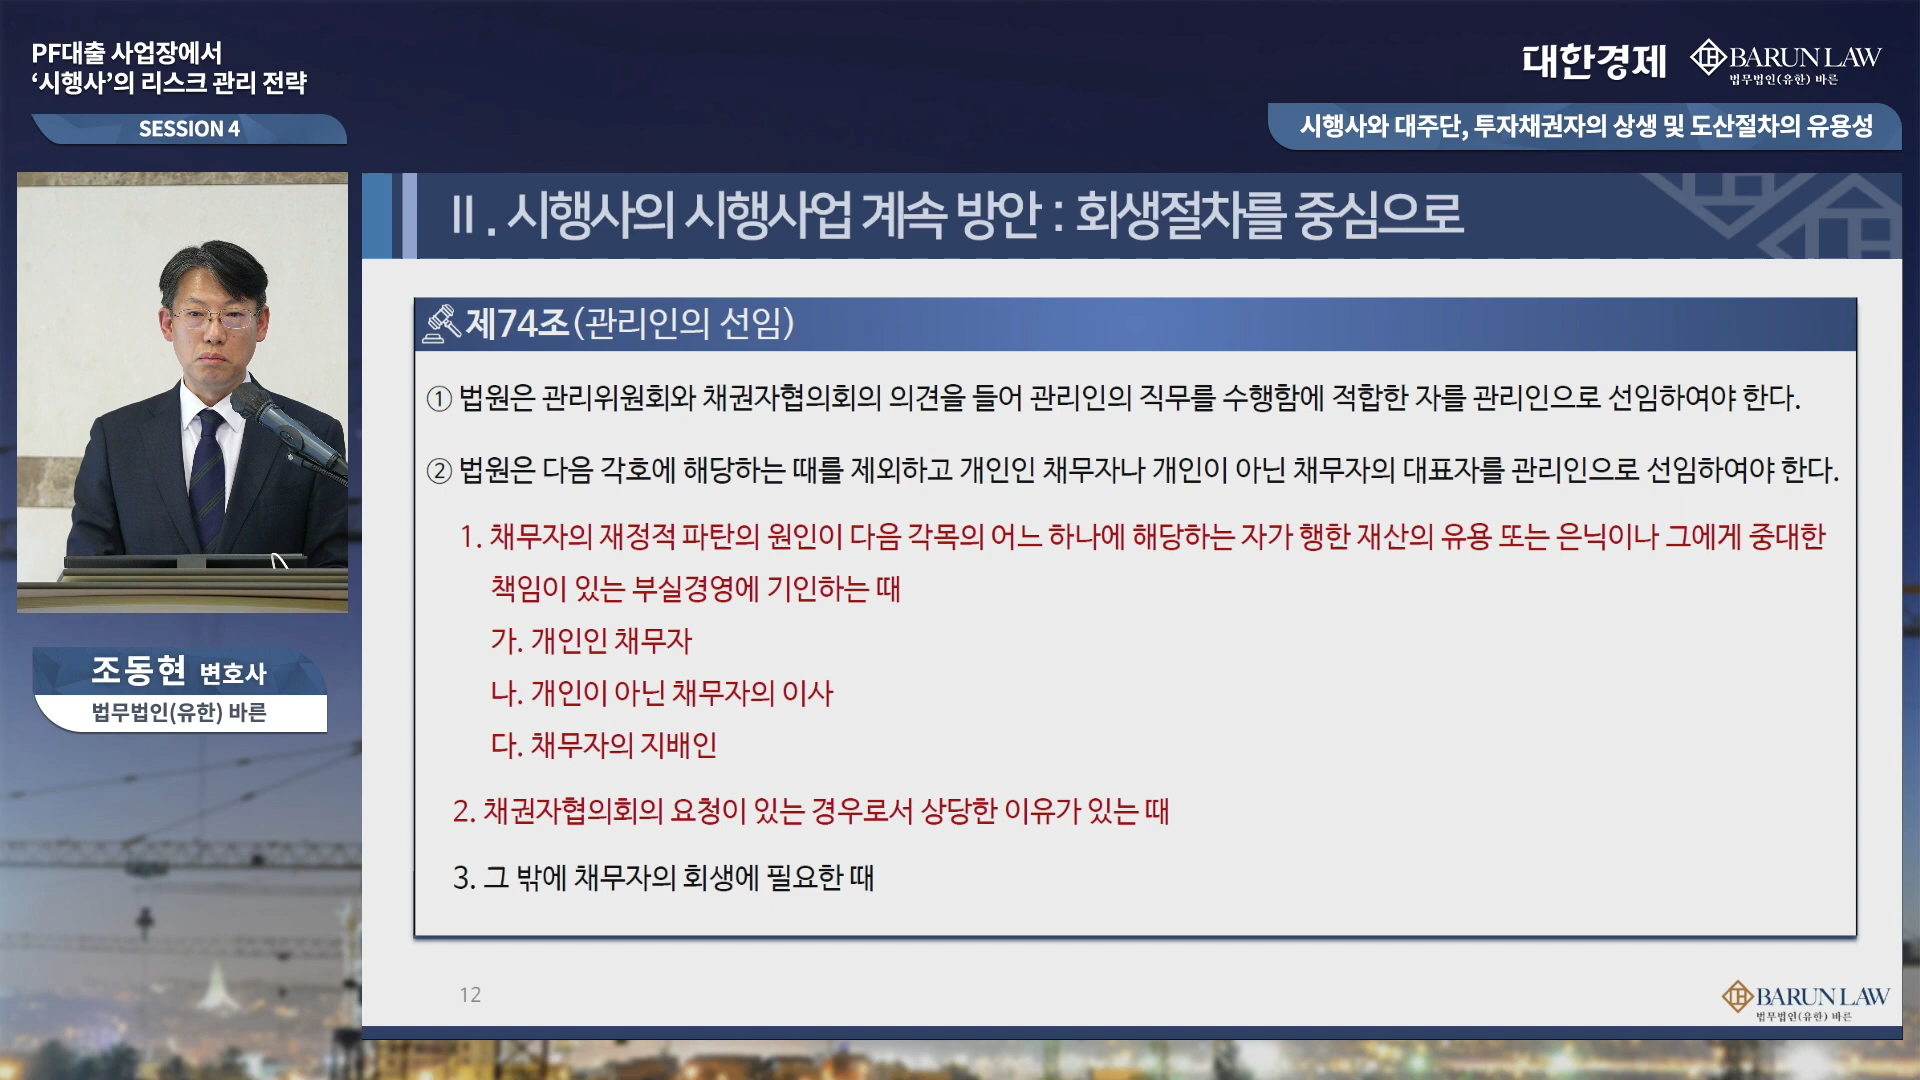 PF대출 사업장에서
‘시행사’의 리스크 관리 전략
SESSION 4
대한경제
BARUN LAW
법무법인(유한) 바른
시행사와 대주단, 투자채권자의 상생 및 도산절차의 유용성
조동현 변호사
법무법인(유한) 바른
Ⅱ. 시행사의 시행사업 계속 방안 : 회생절차를 중심으로
제74조(관리인의 선임)
① 법원은 관리위원회와 채권자협의회의 의견을 들어 관리인의 직무를 수행함에 적합한 자를 관리인으로 선임하여야 한다.
② 법원은 다음 각호에 해당하는 때를 제외하고 개인인 채무자나 개인이 아닌 채무자의 대표자를 관리인으로 선임하여야 한다.
1. 채무자의 재정적 파탄의 원인이 다음 각목의 어느 하나에 해당하는 자가 행한 재산의 유용 또는 은닉이나 그에게 중대한
책임이 있는 부실경영에 기인하는 때
가. 개인인 채무자
나. 개인이 아닌 채무자의 이사
다. 채무자의 지배인
2. 채권자협의회의 요청이 있는 경우로서 상당한 이유가 있는 때
3. 그 밖에 채무자의 회생에 필요한 때
12
BARUN LAW
법무법인(유한) 바른